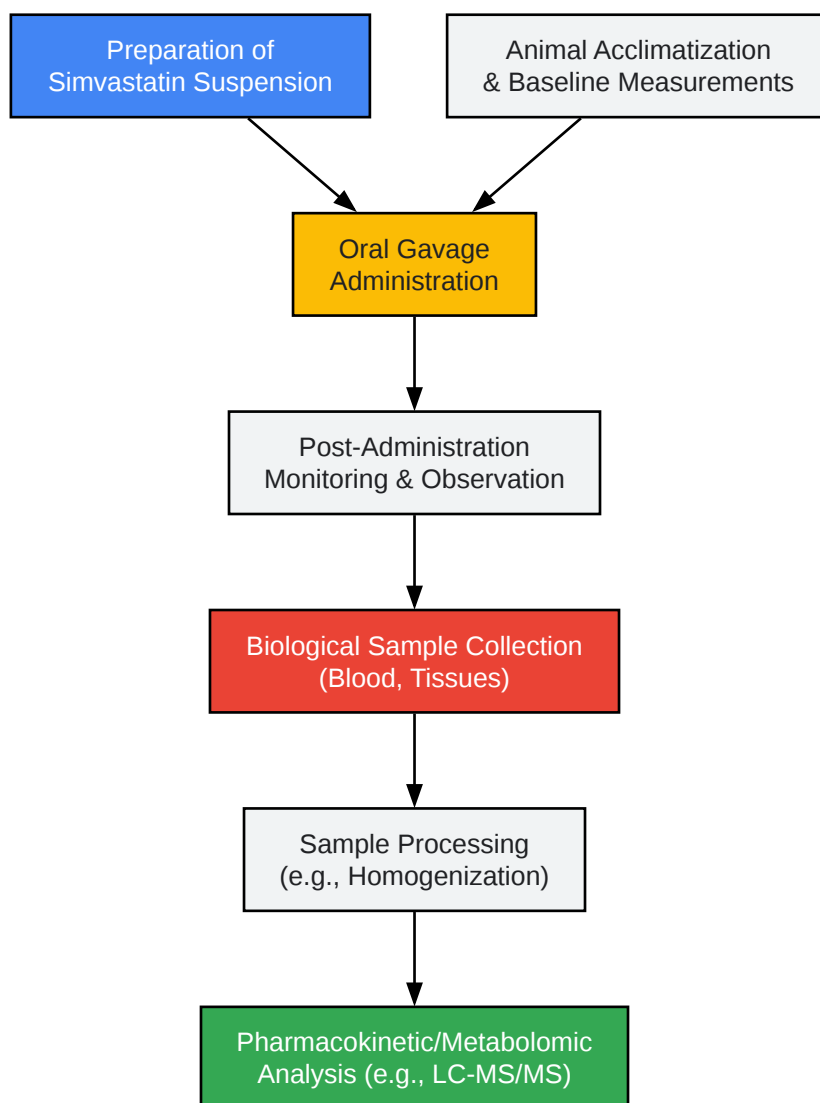 Preparation of
Simvastatin Suspension
Animal Acclimatization
& Baseline Measurements
Oral Gavage
Administration
Post-Administration
Monitoring & Observation
Biological Sample Collection
(Blood, Tissues)
Sample Processing
(e.g., Homogenization)
Pharmacokinetic/Metabolomic
Analysis (e.g., LC-MS/MS)